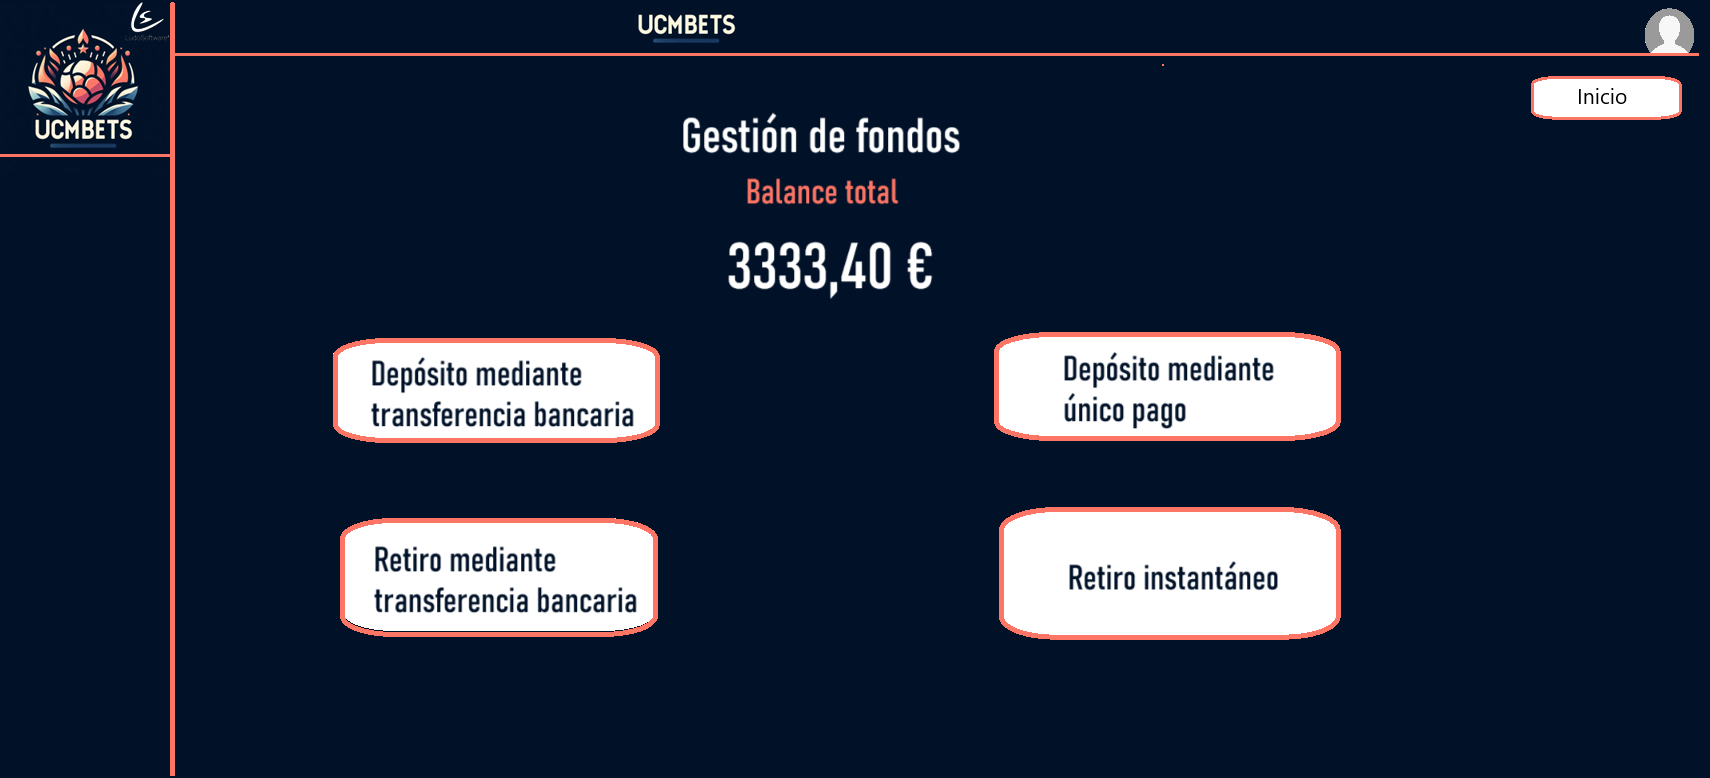 LudoSoftware
UCMBETS
UCMBETS
Inicio
Gestión de fondos
Balance total
3333,40 €
Depósito mediante
transferencia bancaria
Depósito mediante
único pago
Retiro mediante
transferencia bancaria
Retiro instantáneo